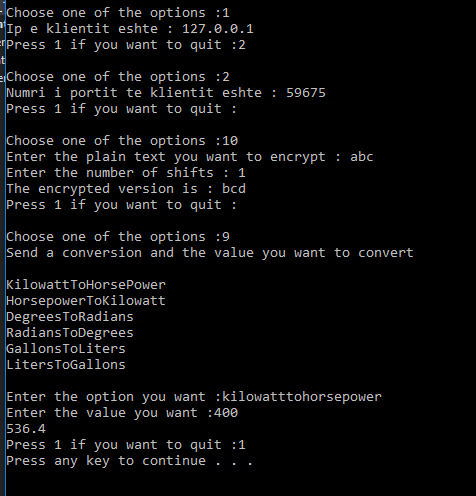 Choose one of the options :1
Ip e klientit eshte : 127.0.0.1
Press 1 if you want to quit :2
Choose one of the options :2
Numri i portit te klientit eshte : 59675
Press 1 if you want to quit :
Choose one of the options :10
Enter the plain text you want to encrypt : abc
Enter the number of shifts : 1
The encrypted version is : bcd
Press 1 if you want to quit :
Choose one of the options :9
Send a conversion and the value you want to convert
KilowattToHorsePower
HorsepowerToKilowatt
DegreesToRadians
RadiansToDegrees
GallonsToLiters
LitersToGallons
Enter the option you want :kilowatttohorsepower
Enter the value you want :400
536.4
Press 1 if you want to quit :1
Press any key to continue . . .